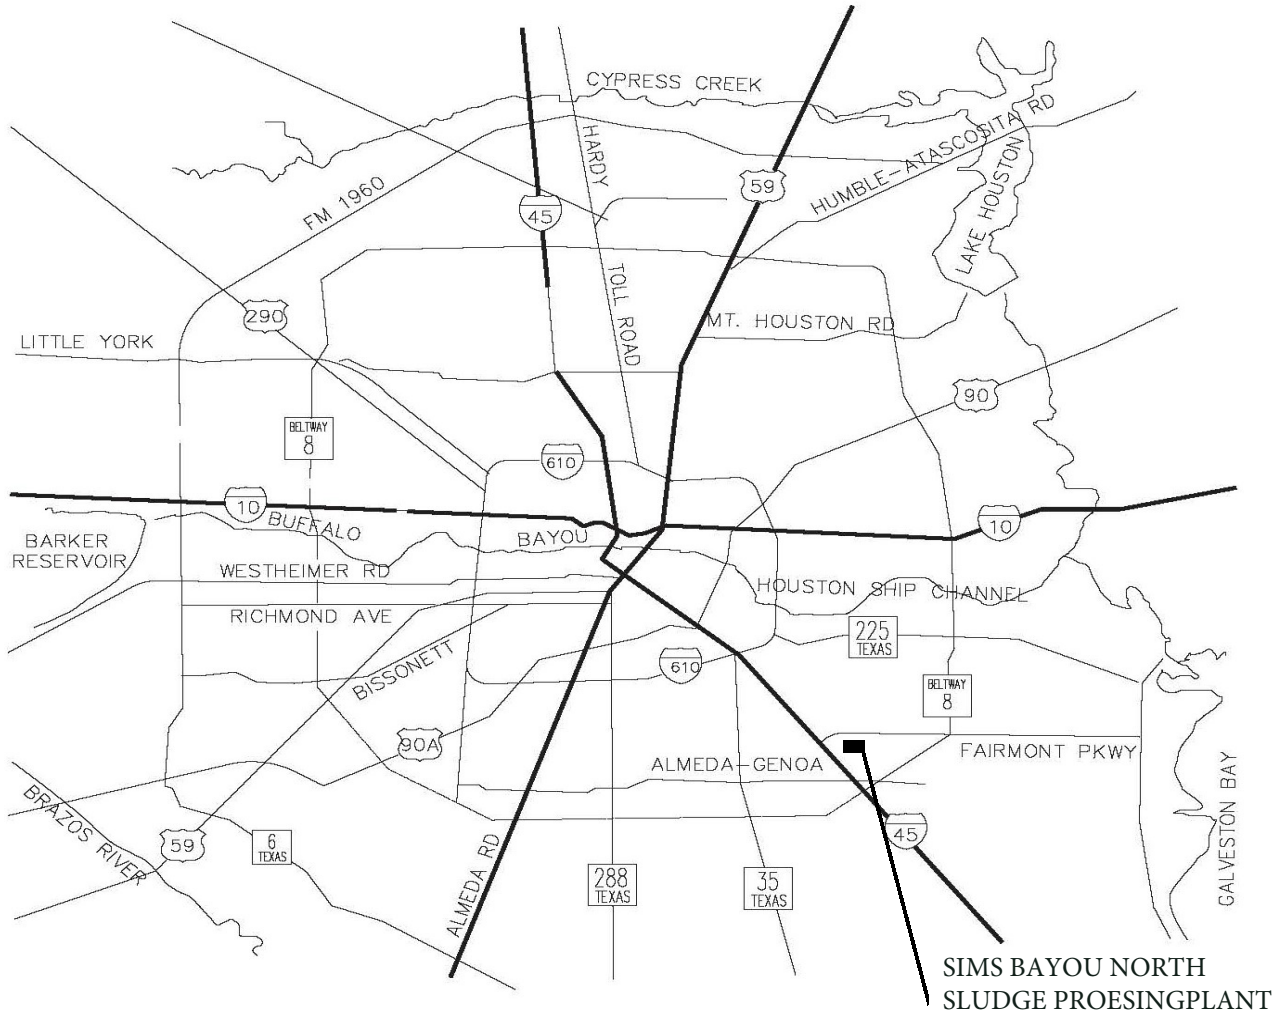 CYPRESS CREEK
HUMBLE-ATASCOSITA RD
HARDY
LAKE HOUSTON
FM 1960
59
45
TOLL ROAD
290
MT. HOUSTON RD
LITTLE YORK
90
BELTWAY
8
610
10
10
BUFFALO
BAYOU
BARKER
RESERVOIR
WESTHEIMER RD
HOUSTON SHIP CHANNEL
RICHMOND AVE
225
TEXAS
BISSONETT
610
BELTWAY
8
90A
FAIRMONT PKWY
ALMEDA-GENOA
GALVESTON BAY
BRAZOS RIVER
59
6
TEXAS
45
ALMEDA RD
288
TEXAS
35
TEXAS
SIMS BAYOU NORTH
SLUDGE PROESINGPLANT